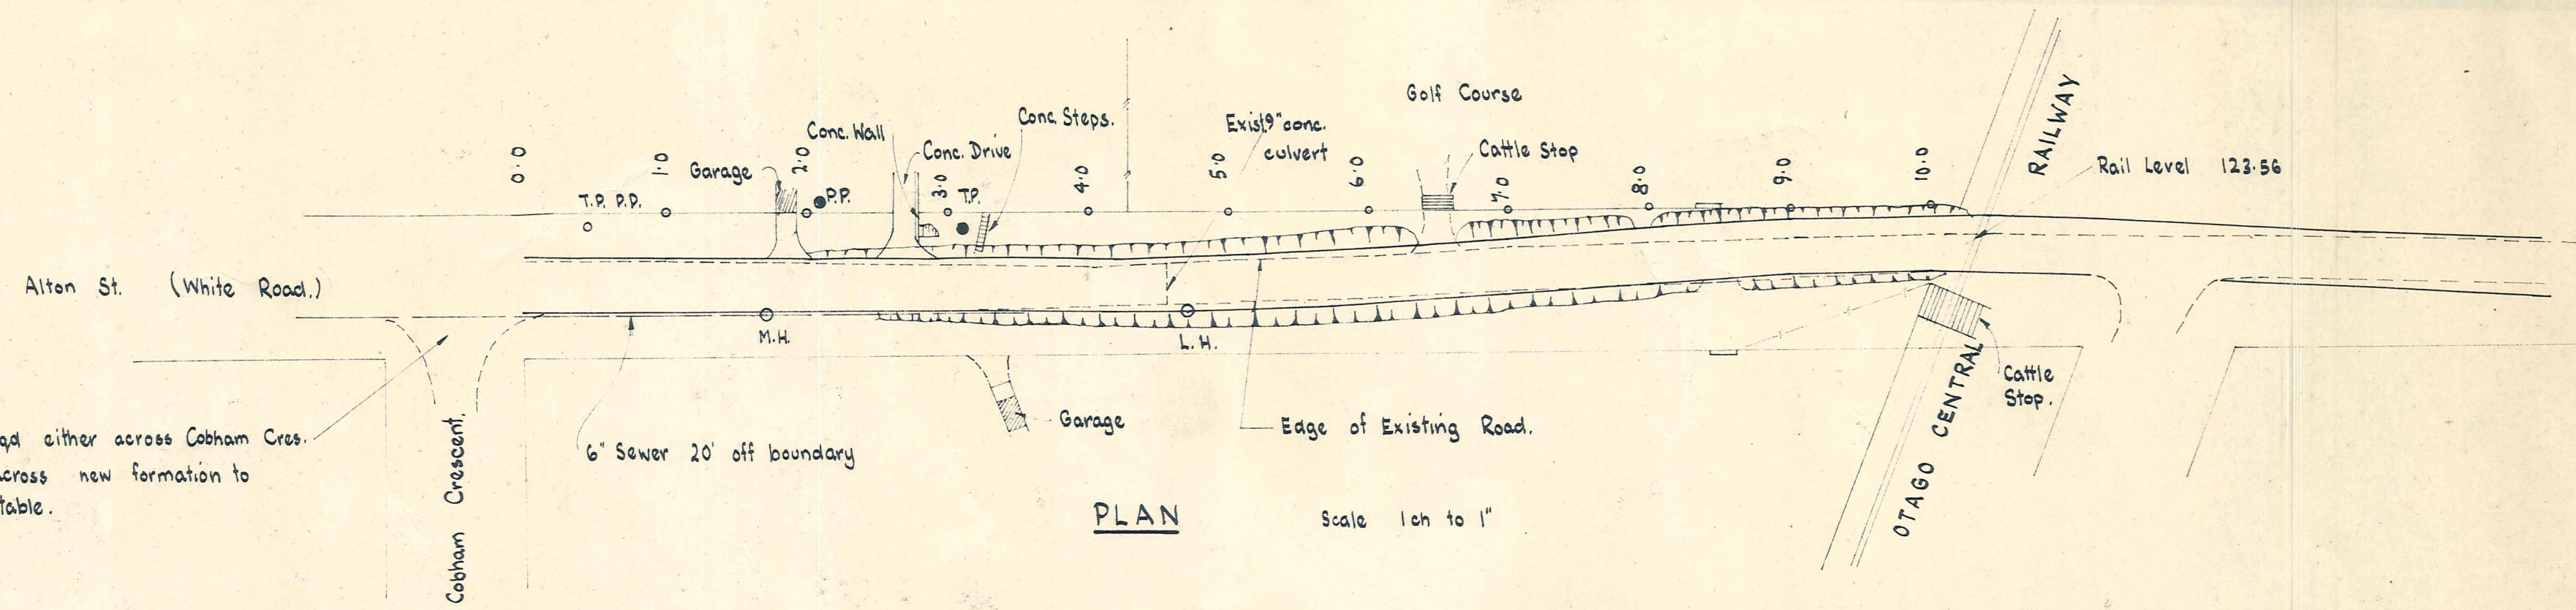 Golf Course
Conc. Steps.
Exist. 9" conc.
culvert
Conc. Wall
Conc. Drive
Cattle Stop
Garage
RAILWAY
Rail Level 123.56
0.0
1.0
2.0
3.0
4.0
5.0
6.0
7.0
8.0
9.0
10.0
T.P. P.P.
P.P.
T.P.
Alton St. (White Road.)
M.H.
L.H.
Cattle
Stop.
Garage
Edge of Existing Road.
6" Sewer 20' off boundary
either across Cobham Cres.
across new formation to
Cobham Crescent.
OTAGO CENTRAL
PLAN
Scale 1 ch to 1"